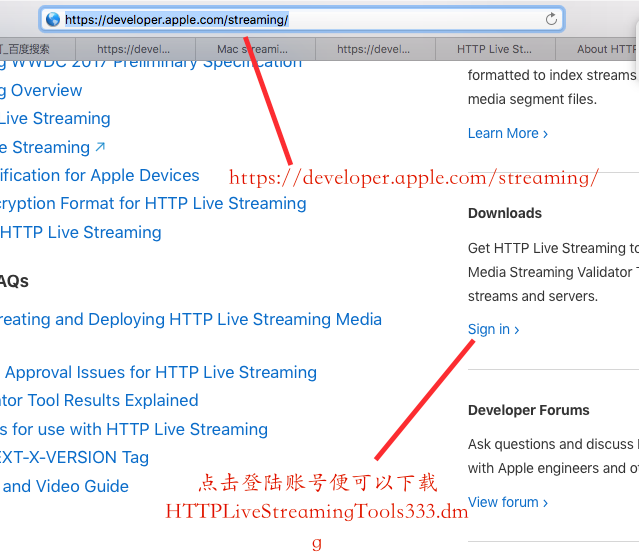 https://developer.apple.com/streaming/
_百度搜索
https://devel...
Mac streami...
https://devel...
HTTP Live St...
About HTTP
g WWDC 2017 Preliminary Specification
g Overview
Live Streaming
e Streaming ↗
ification for Apple Devices
cryption Format for HTTP Live Streaming
HTTP Live Streaming
AQs
reating and Deploying HTTP Live Streaming Media
Approval Issues for HTTP Live Streaming
ator Tool Results Explained
s for use with HTTP Live Streaming
EXT-X-VERSION Tag
and Video Guide
formatted to index streams
media segment files.
Learn More ›
https://developer.apple.com/streaming/
Downloads
Get HTTP Live Streaming to
Media Streaming Validator T
streams and servers.
Sign in ›
Developer Forums
Ask questions and discuss
with Apple engineers and o
View forum ›
点击登陆账号便可以下载
HTTPLiveStreamingTools333.dm
g